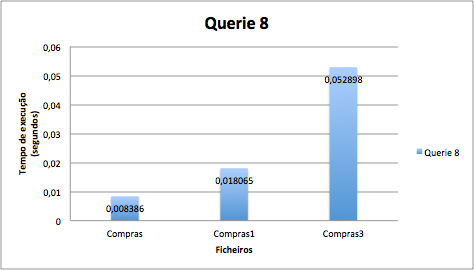 Querie 8
0,06
0,05
0,04
0,03
0,02
0,01
0
Tempo de execução
(segundos)
0,008386
0,018065
0,052898
Compras
Compras1
Compras3
Ficheiros
Querie 8